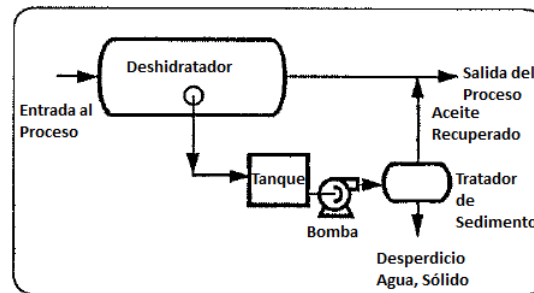 Deshidratador
Entrada al
Proceso
Salida del
Proceso
Aceite
Recuperado
Tanque
Bomba
Tratador
de
Sedimento
Desperdicio
Agua, Sólido